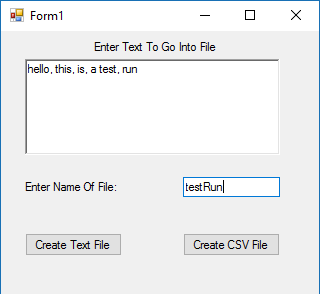 Form1
Enter Text To Go Into File
hello, this, is, a test, run
Enter Name Of File: testRun
Create Text File Create CSV File